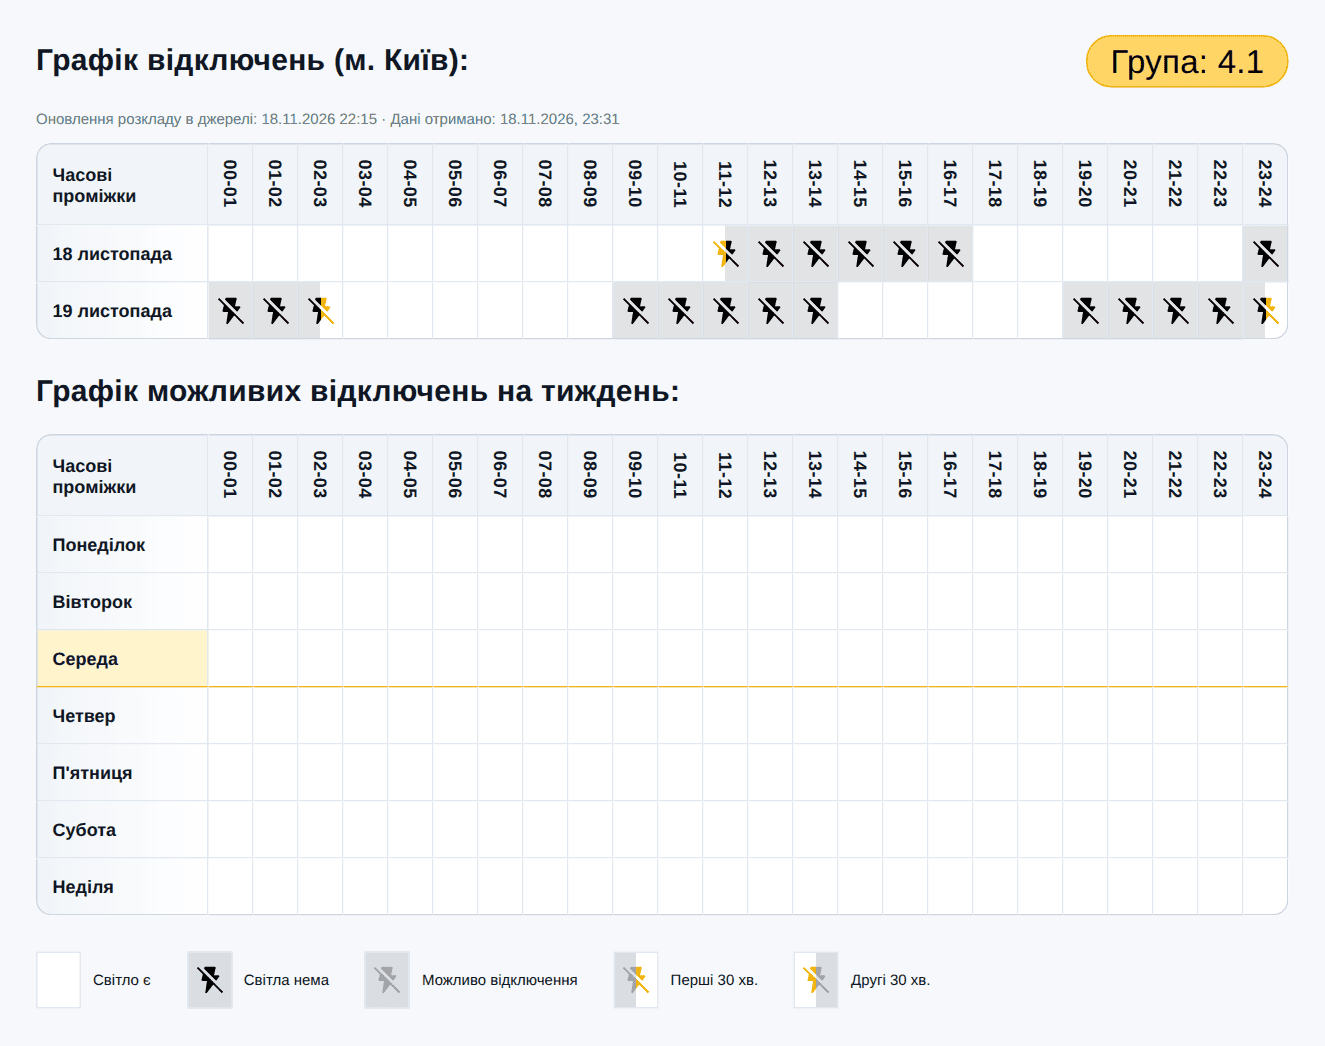 Графік відключень (м. Київ):
Група: 4.1
Оновлення розкладу в джерелі: 18.11.2026 22:15 · Дані отримано: 18.11.2026, 23:31
Часові проміжки 00-01 01-02 02-03 03-04 04-05 05-06 06-07 07-08 08-09 09-10 10-11 11-12 12-13 13-14 14-15 15-16 16-17 17-18 18-19 19-20 20-21 21-22 22-23 23-24
18 листопада
19 листопада
Графік можливих відключень на тиждень:
Часові проміжки 00-01 01-02 02-03 03-04 04-05 05-06 06-07 07-08 08-09 09-10 10-11 11-12 12-13 13-14 14-15 15-16 16-17 17-18 18-19 19-20 20-21 21-22 22-23 23-24
Понеділок
Вівторок
Середа
Четвер
П'ятниця
Субота
Неділя
Світло є Світла нема Можливо відключення Перші 30 хв. Другі 30 хв.